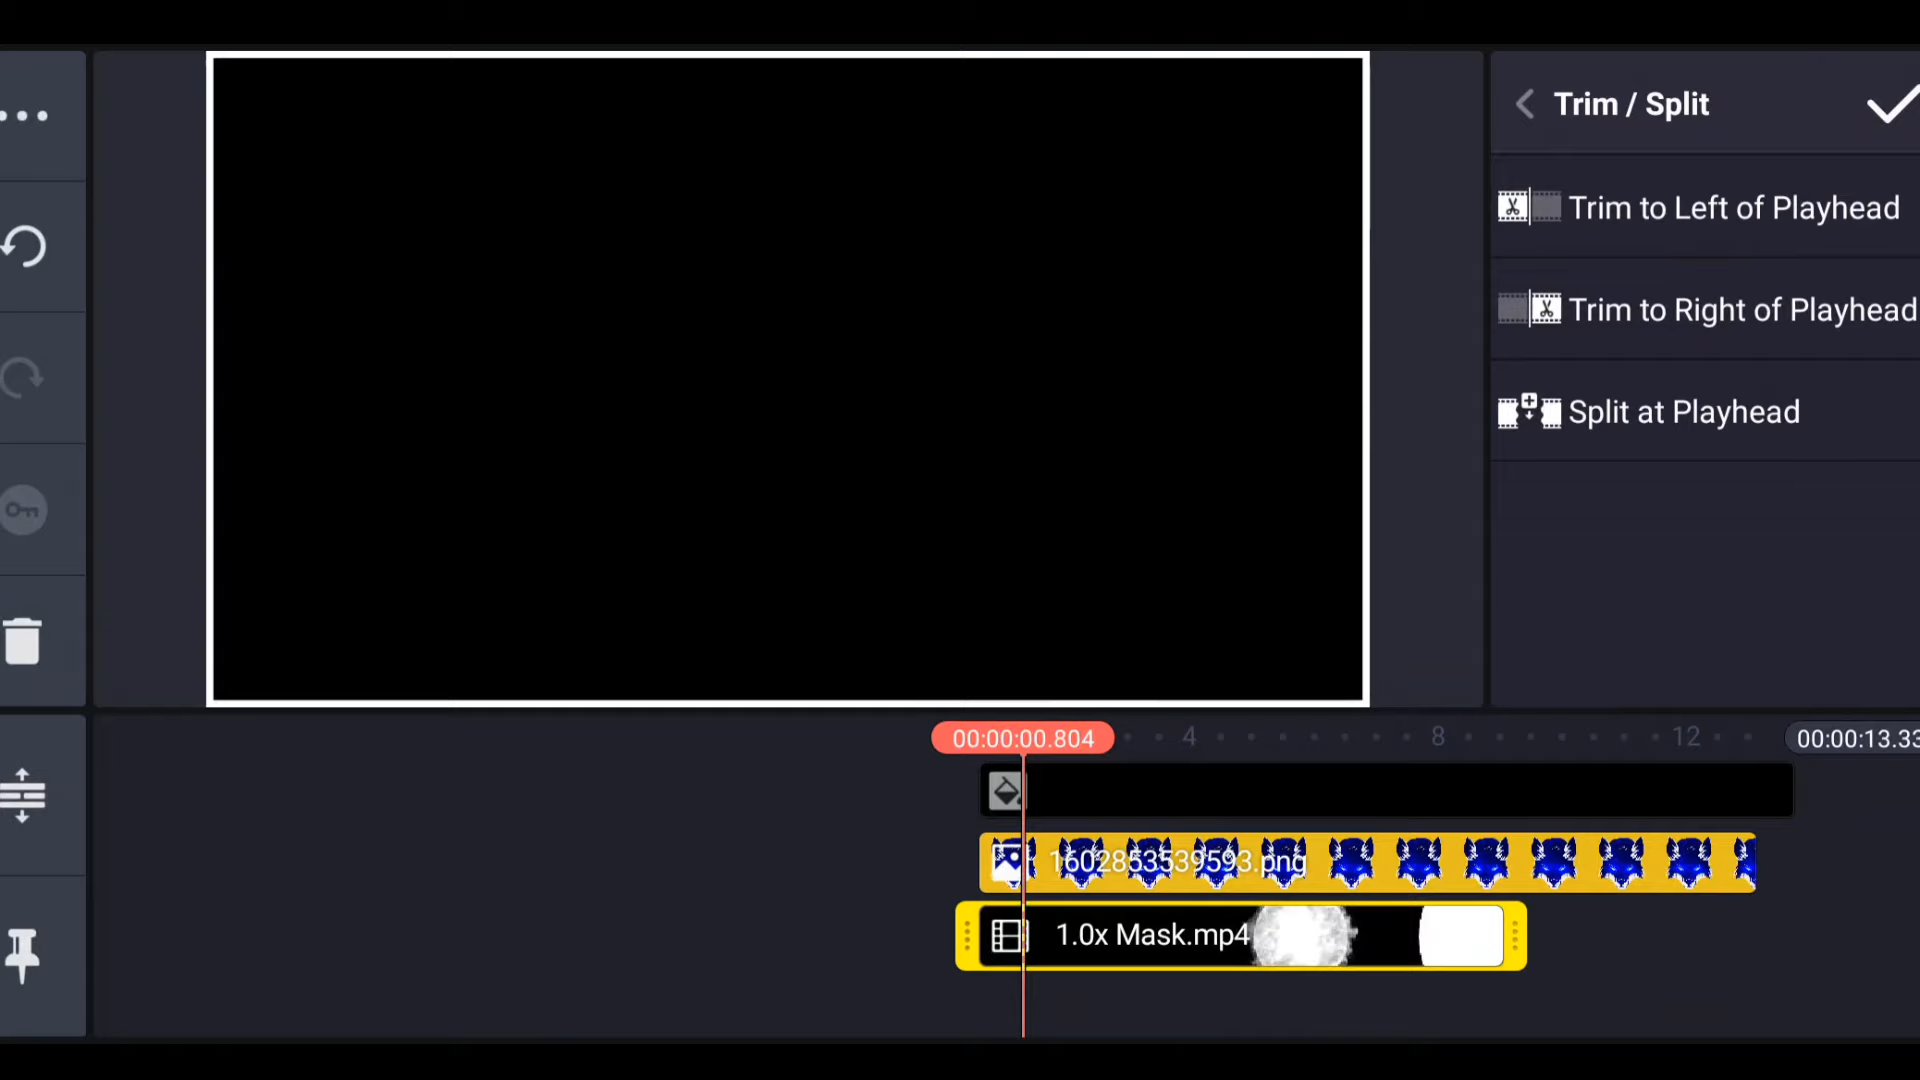 Trim / Split
Trim to Left of Playhead
Trim to Right of Playhead
Split at Playhead
00:00:00.804
4
8
12
00:00:13.33
1602853539593.png
1.0x Mask.mp4